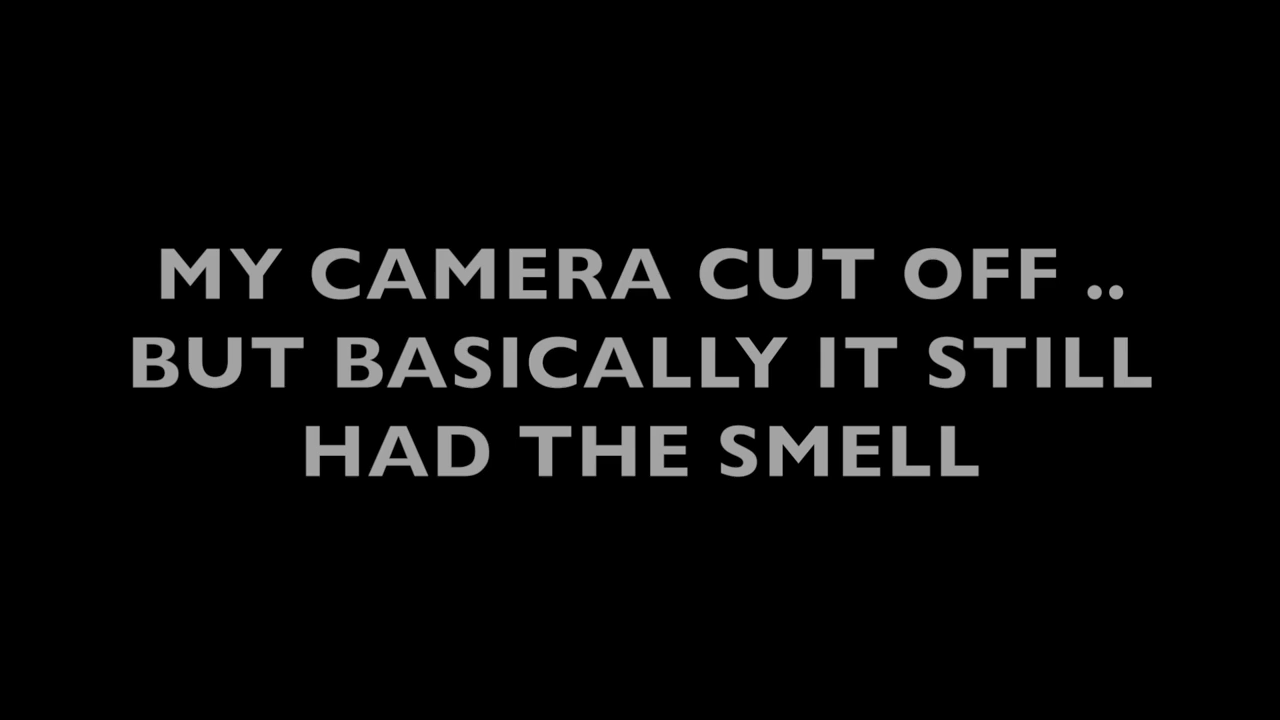 MY CAMERA CUT OFF ..
BUT BASICALLY IT STILL
HAD THE SMELL